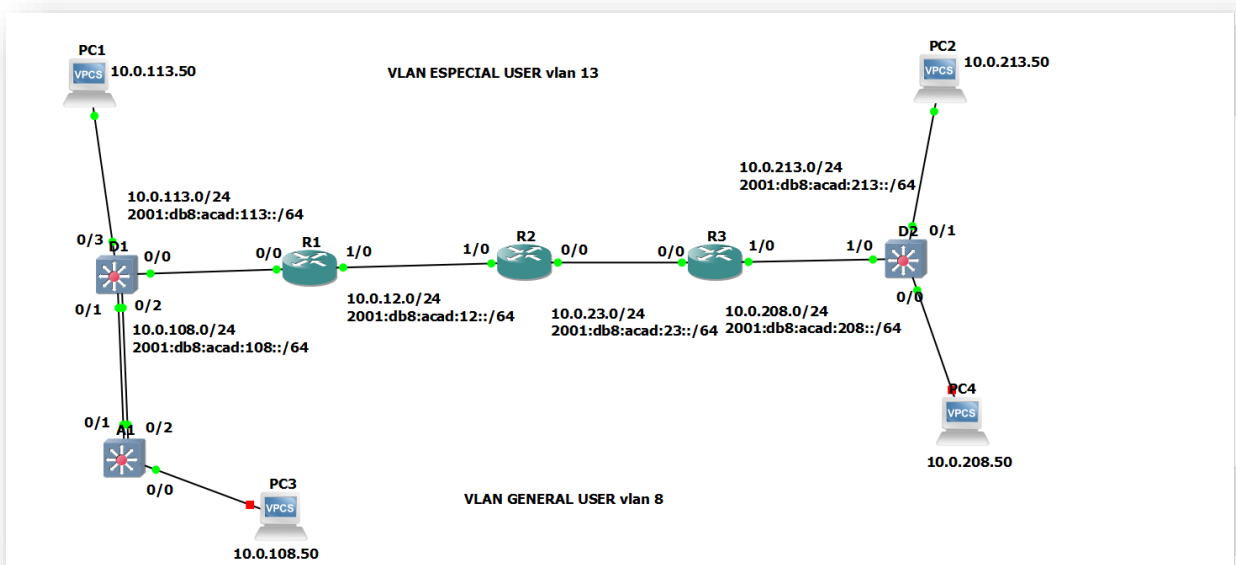 PC1
VPCS
10.0.113.50
VLAN ESPECIAL USER vlan 13
PC2
VPCS
10.0.213.50
10.0.113.0/24
2001:db8:acad:113::/64
10.0.213.0/24
2001:db8:acad:213::/64
0/3
D1
0/0
0/0
R1
1/0
1/0
R2
0/0
0/0
R3
1/0
1/0
D2
0/1
0/1
0/2
10.0.108.0/24
2001:db8:acad:108::/64
10.0.12.0/24
2001:db8:acad:12::/64
10.0.23.0/24
2001:db8:acad:23::/64
10.0.208.0/24
2001:db8:acad:208::/64
0/0
PC4
VPCS
10.0.208.50
0/1
A1
0/2
0/0
PC3
VPCS
10.0.108.50
VLAN GENERAL USER vlan 8